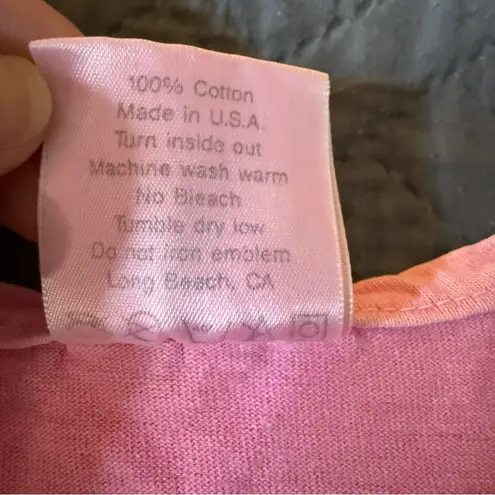 100% Cotton
Made in U.S.A.
Turn inside out
Machine wash warm
No Bleach
Tumble dry low
Do not iron emblem
Long Beach, CA